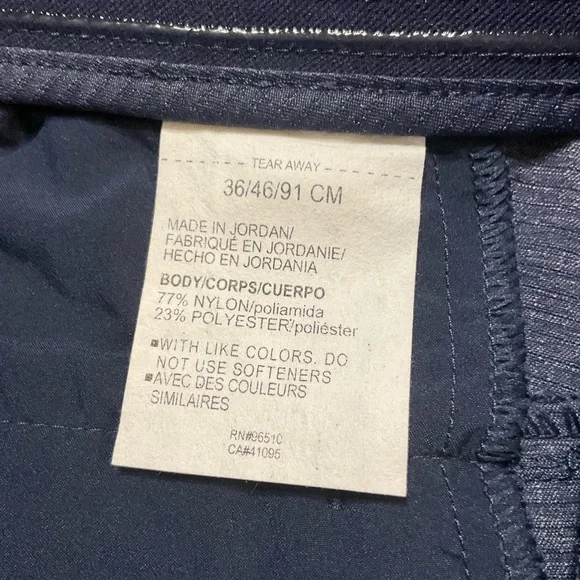 TEAR AWAY
36/46/91 CM
MADE IN JORDAN/
FABRIQUÉ EN JORDANIE/
HECHO EN JORDANIA
BODY/CORPS/CUERPO
77% NYLON/poliamida
23% POLYESTER/poliéster
▪WITH LIKE COLORS. DO
NOT USE SOFTENERS
▪AVEC DES COULEURS
SIMILAIRES
RN#96510
CA#41095